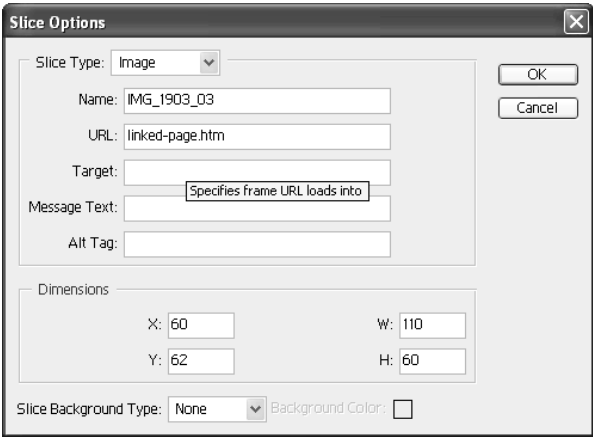 Slice Options
Slice Type: Image
OK
Name: IMG_1903_03
Cancel
URL: linked-page.htm
Target:
Specifies frame URL loads into
Message Text:
Alt Tag:
Dimensions
X: 60 W: 110
Y: 62 H: 60
Slice Background Type: None Background Color: